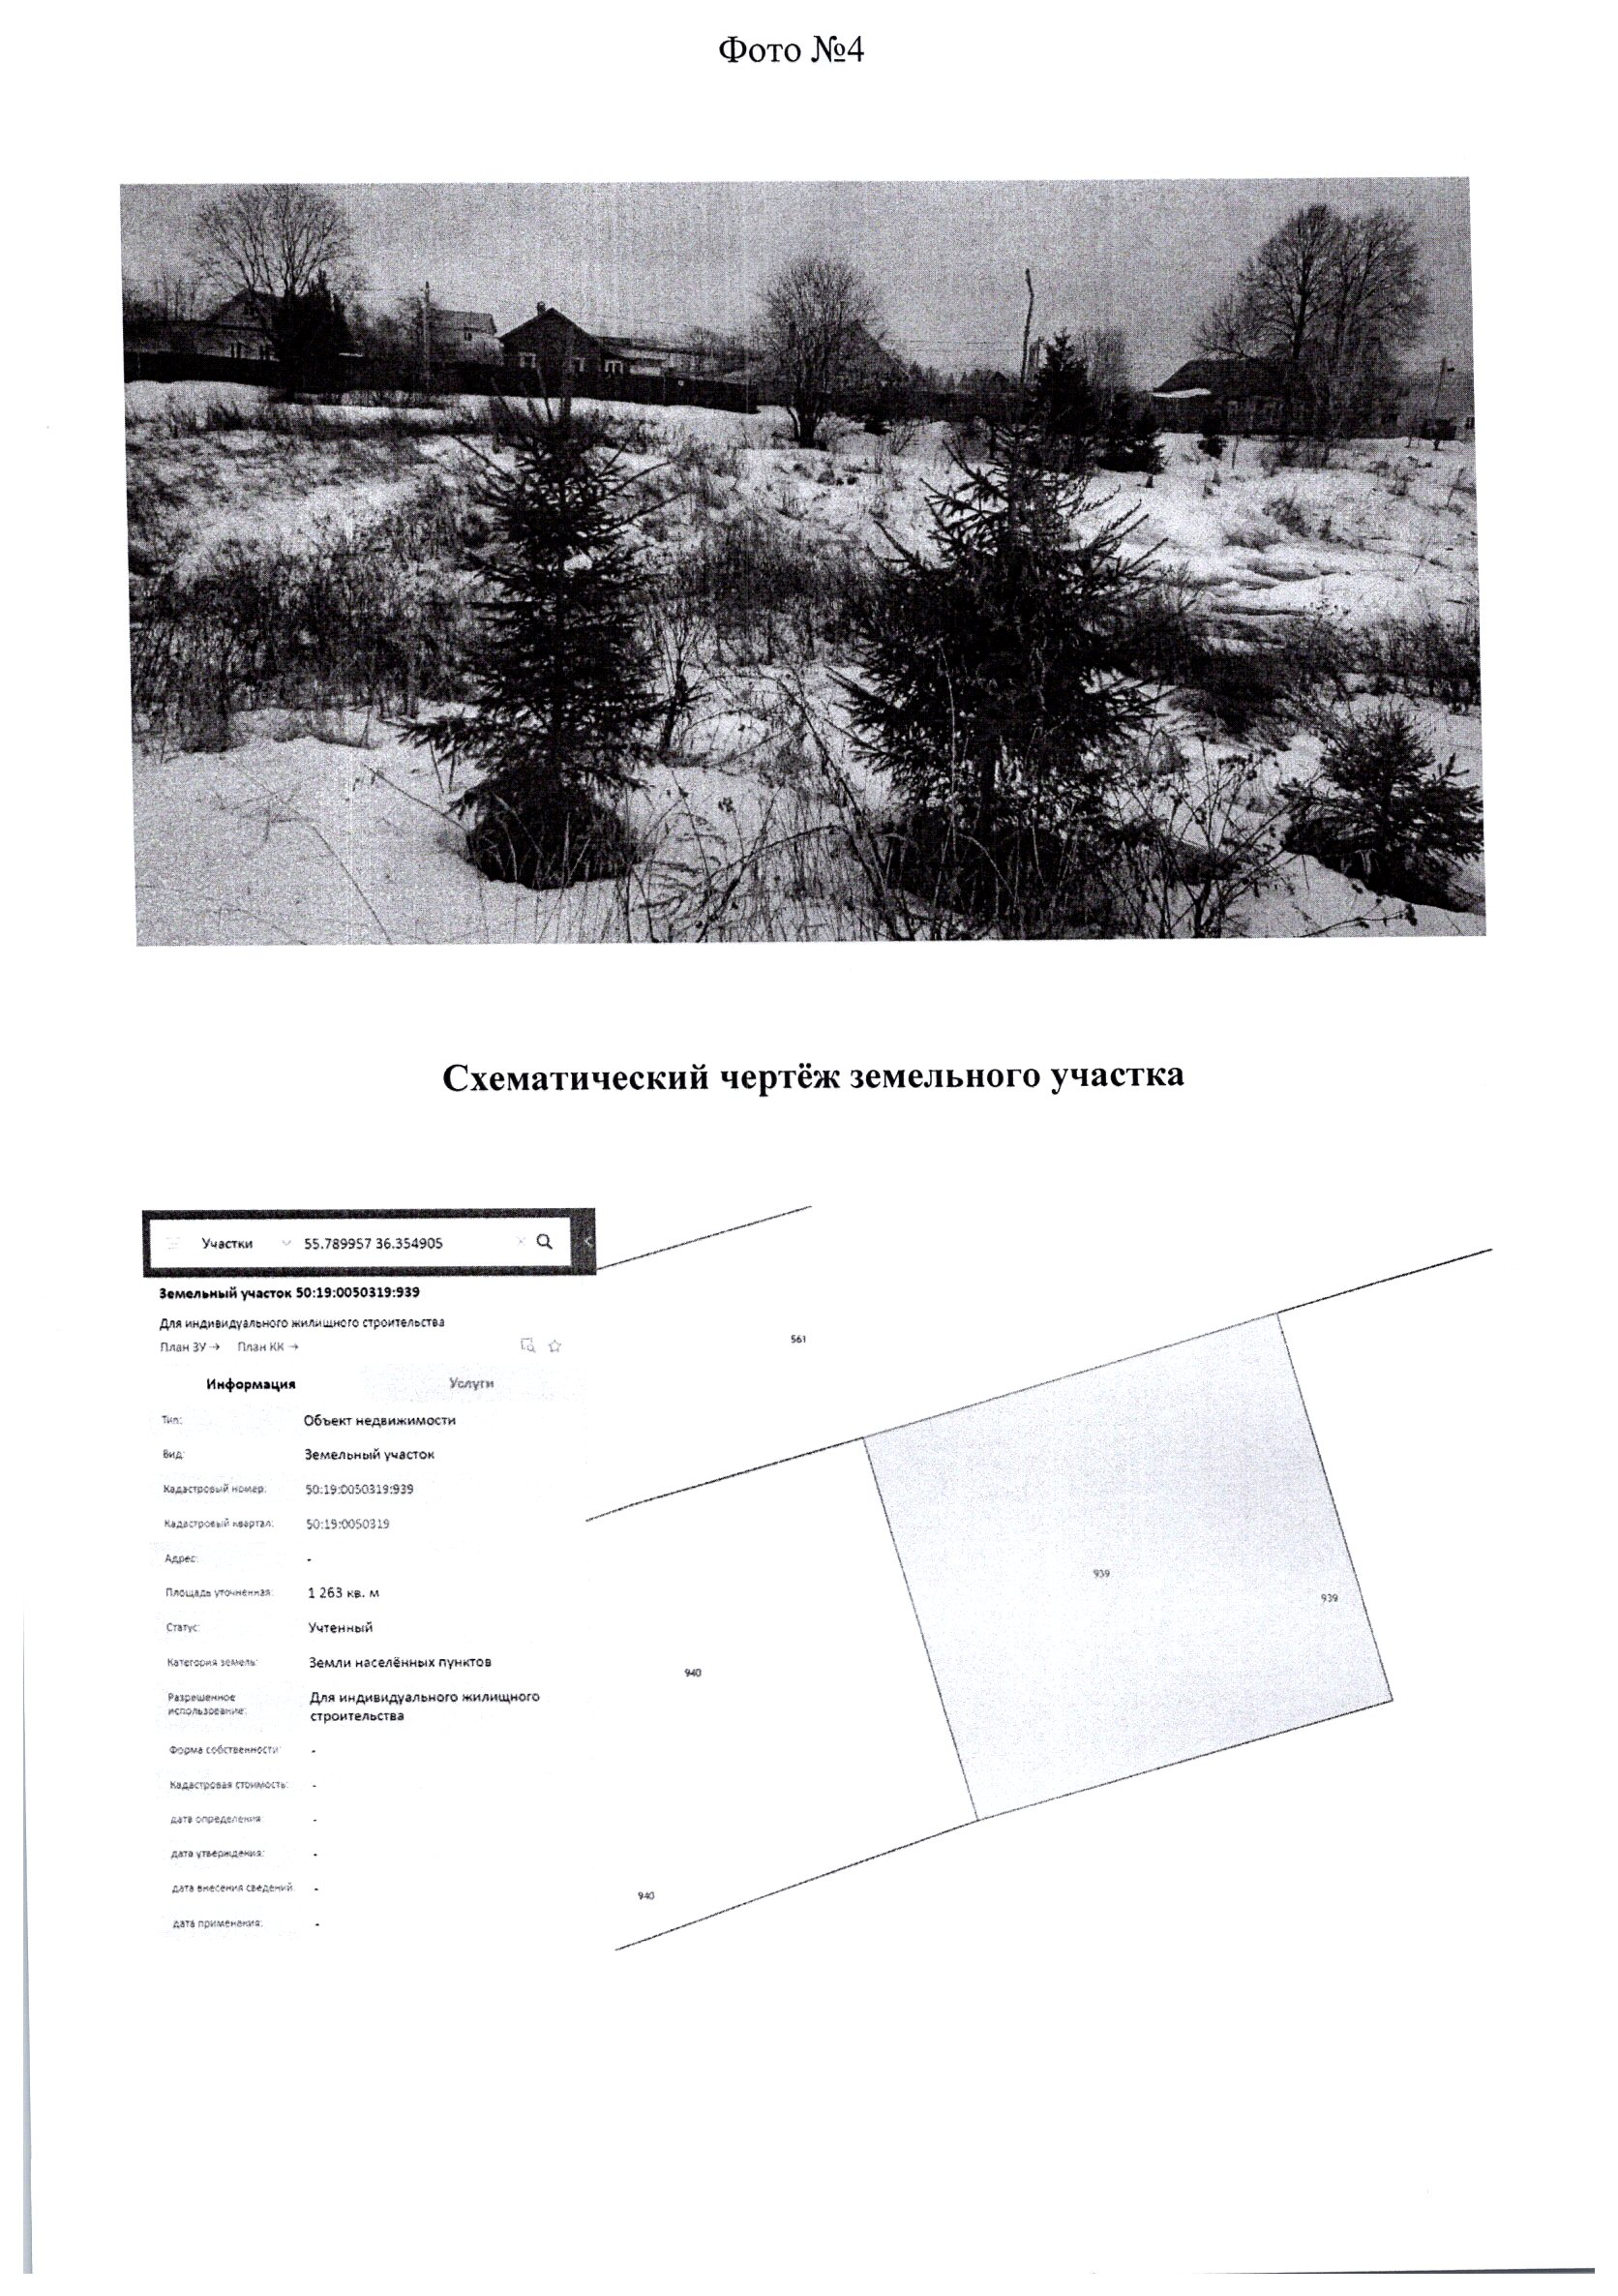 Фото №4
Схематический чертёж земельного участка
Участки 55.789957 36.354905
Земельный участок 50:19:0050319:939
Для индивидуального жилищного строительства
План ЗУ → План КК →
Информация Услуги
Тип: Объект недвижимости
Вид: Земельный участок
Кадастровый номер: 50:19:0050319:939
Кадастровый квартал: 50:19:0050319
Адрес: -
Площадь уточненная: 1 263 кв. м
Статус: Учтенный
Категория земель: Земли населённых пунктов
Разрешенное использование: Для индивидуального жилищного
строительства
Форма собственности: -
Кадастровая стоимость: -
дата определения: -
дата утверждения: -
дата внесения сведений: -
дата применения: -
561
939
939
940
940